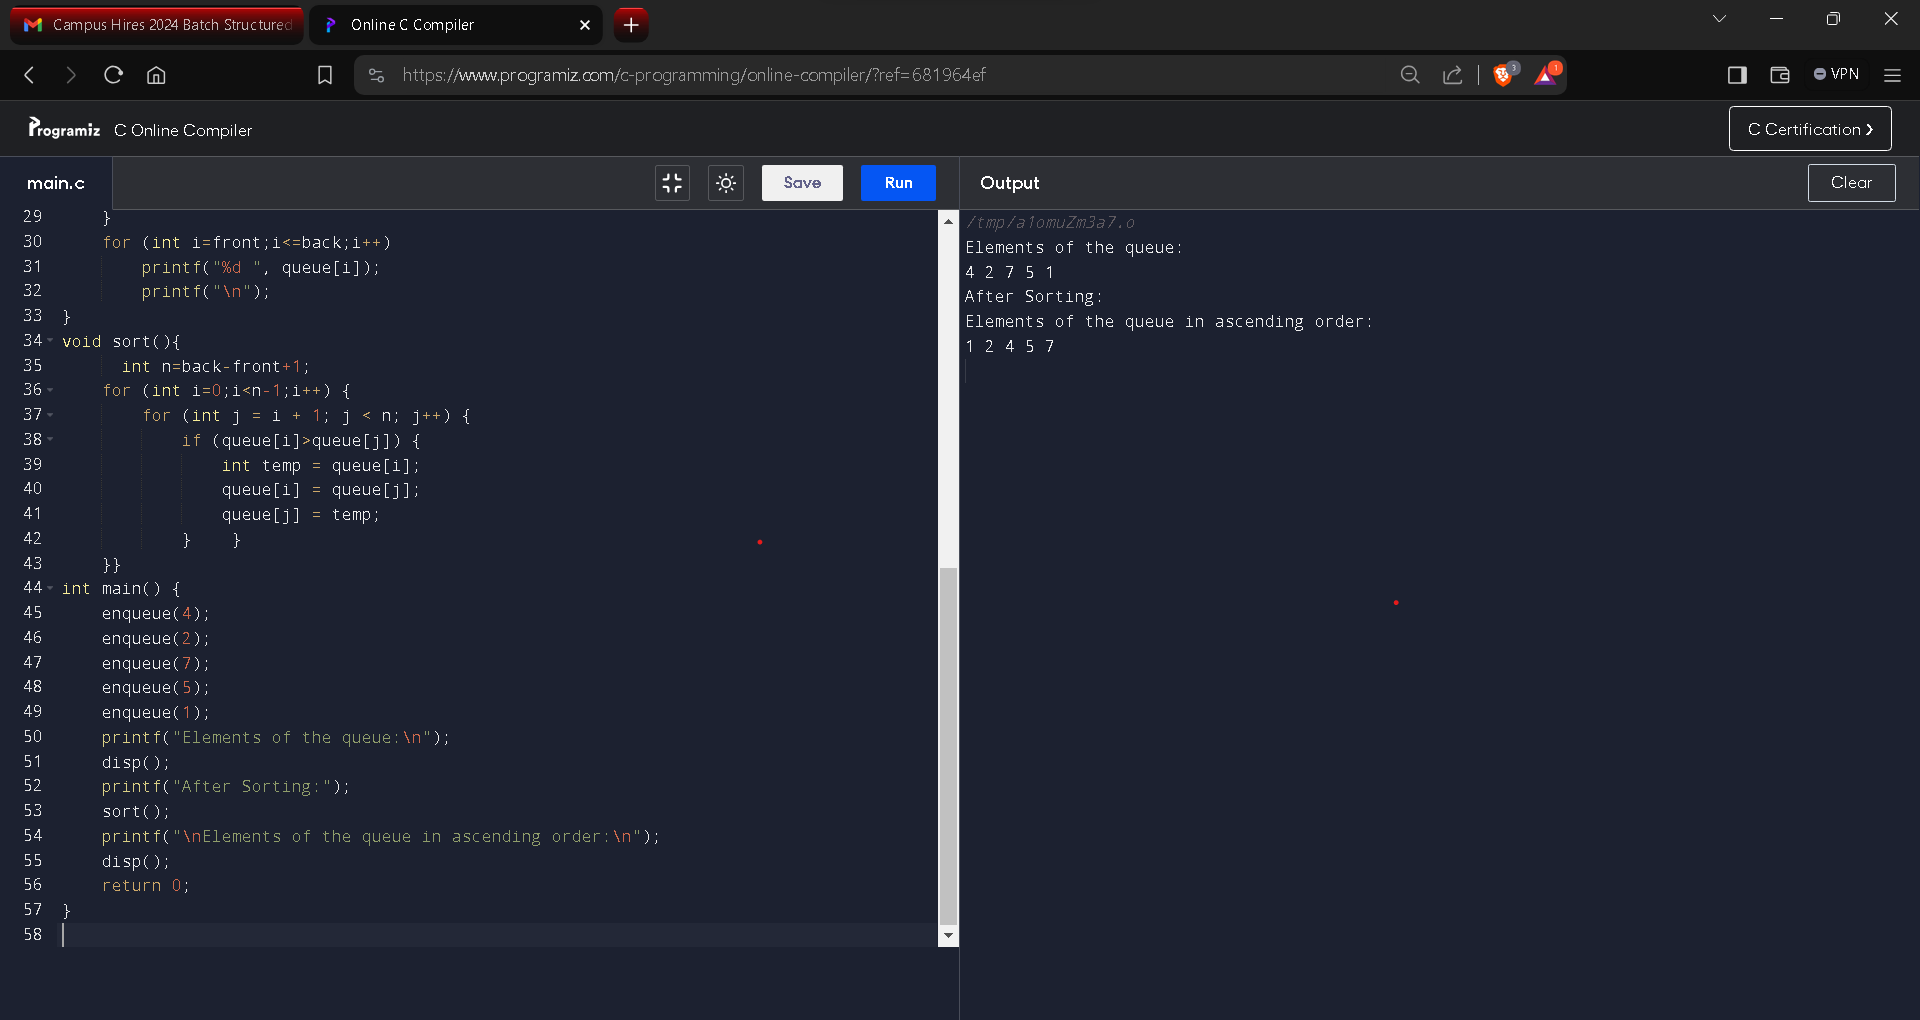 Campus Hires 2024 Batch Structured
Online C Compiler
https://www.programiz.com/c-programming/online-compiler/?ref=681964ef
3
1
VPN
Programiz
C Online Compiler
C Certification
main.c
Save
Run
Output
Clear
29 }
30 for (int i=front;i<=back;i++)
31 printf("%d ", queue[i]);
32 printf("\n");
33 }
34 void sort(){
35 int n=back-front+1;
36 for (int i=0;i<n-1;i++) {
37 for (int j = i + 1; j < n; j++) {
38 if (queue[i]>queue[j]) {
39 int temp = queue[i];
40 queue[i] = queue[j];
41 queue[j] = temp;
42 } }
43 }}
44 int main() {
45 enqueue(4);
46 enqueue(2);
47 enqueue(7);
48 enqueue(5);
49 enqueue(1);
50 printf("Elements of the queue:\n");
51 disp();
52 printf("After Sorting:");
53 sort();
54 printf("\nElements of the queue in ascending order:\n");
55 disp();
56 return 0;
57 }
58
/tmp/a1omuZm3a7.o
Elements of the queue:
4 2 7 5 1
After Sorting:
Elements of the queue in ascending order:
1 2 4 5 7